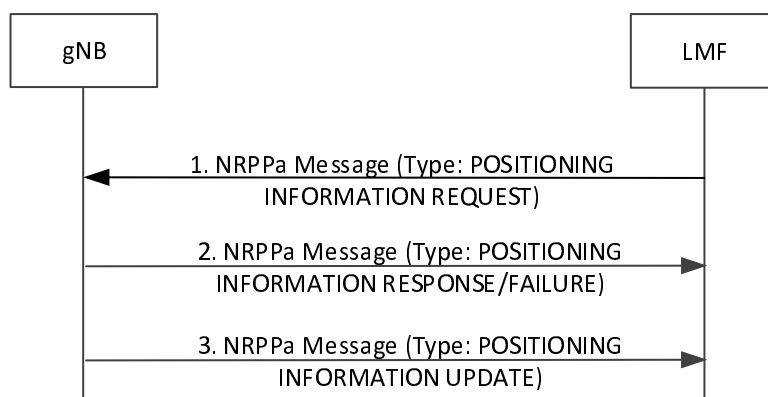 gNB
LMF
1. NRPPa Message (Type: POSITIONING
INFORMATION REQUEST)
2. NRPPa Message (Type: POSITIONING
INFORMATION RESPONSE/FAILURE)
3. NRPPa Message (Type: POSITIONING
INFORMATION UPDATE)